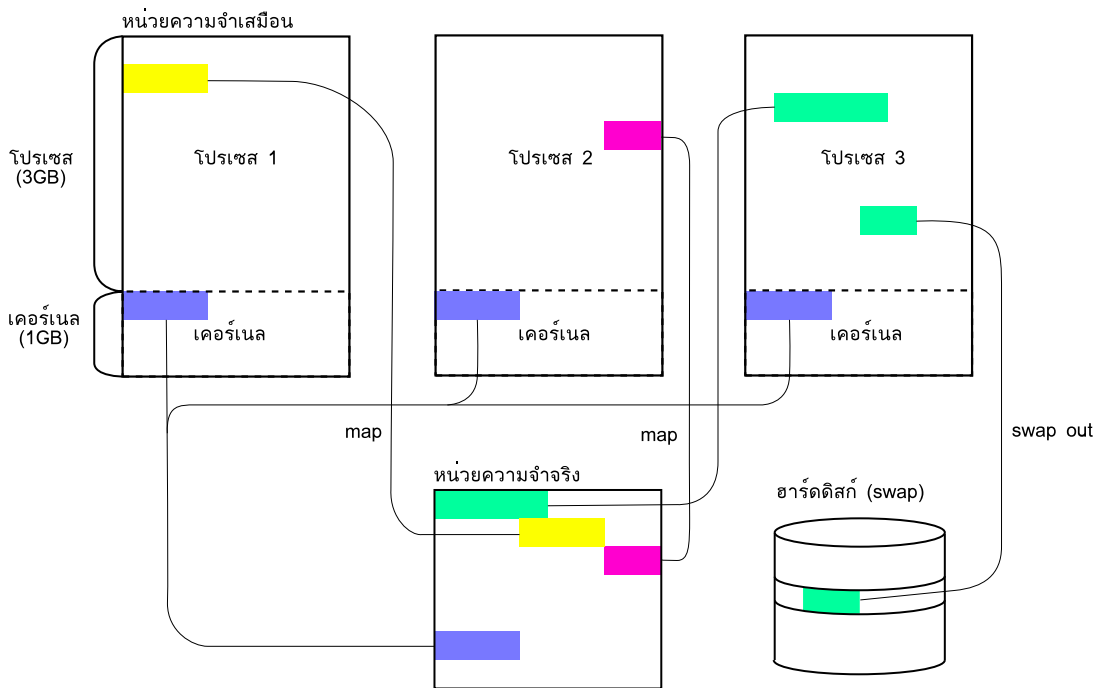 หน่วยความจำเสมือน
โปรเซส
(3GB)
โปรเซส 1
โปรเซส 2
โปรเซส 3
เคอร์เนล
(1GB)
เคอร์เนล
เคอร์เนล
เคอร์เนล
map
map
swap out
หน่วยความจำจริง
ฮาร์ดดิสก์ (swap)